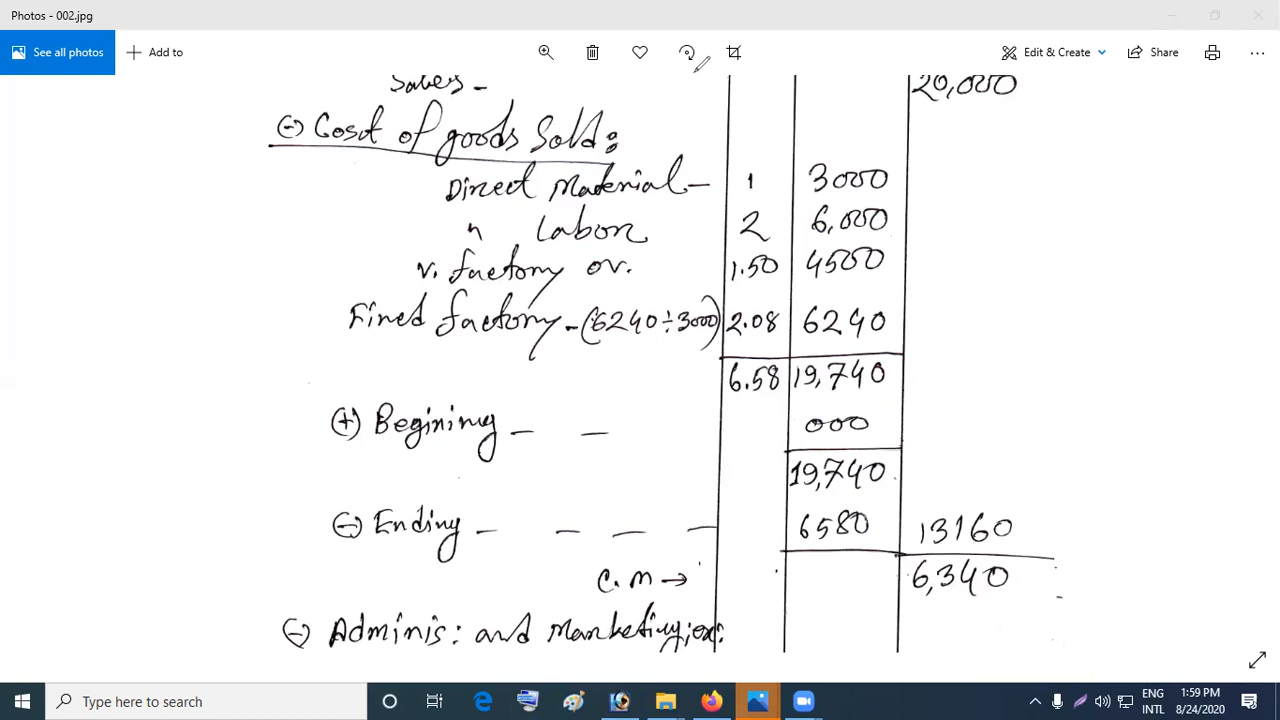 Photos - 002.jpg
See all photos
Add to
Edit & Create
Share
Sales - 20,000
(-) Cost of goods Sold:
Direct Material - 1 3000
" Labor 2 6,000
v. factory ov. 1.50 4500
Fixed factory - (6240÷3000) 2.08 6240
6.58 19,740
(+) Begining - - 000
19,740
(-) Ending - - - - 6580 13160
C.M → 6,340
(-) Adminis: and marketing; ex:
Type here to search
ENG
INTL
1:59 PM
8/24/2020